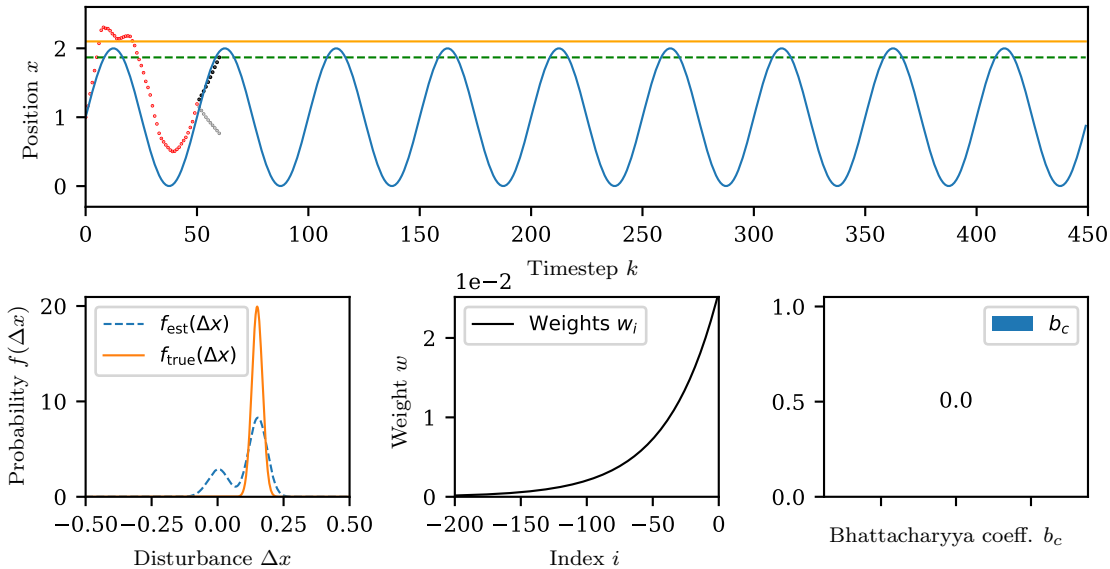 Position x
2
1
0
0 50 100 150 200 250 300 350 400 450
Timestep k
Probability f(Δx)
20
10
0
f_est(Δx)
f_true(Δx)
−0.50 −0.25 0.00 0.25 0.50
Disturbance Δx
1e-2
Weight w
2
1
0
Weights w_i
−200 −150 −100 −50 0
Index i
1.0
0.5
0.0
b_c
0.0
Bhattacharyya coeff. b_c